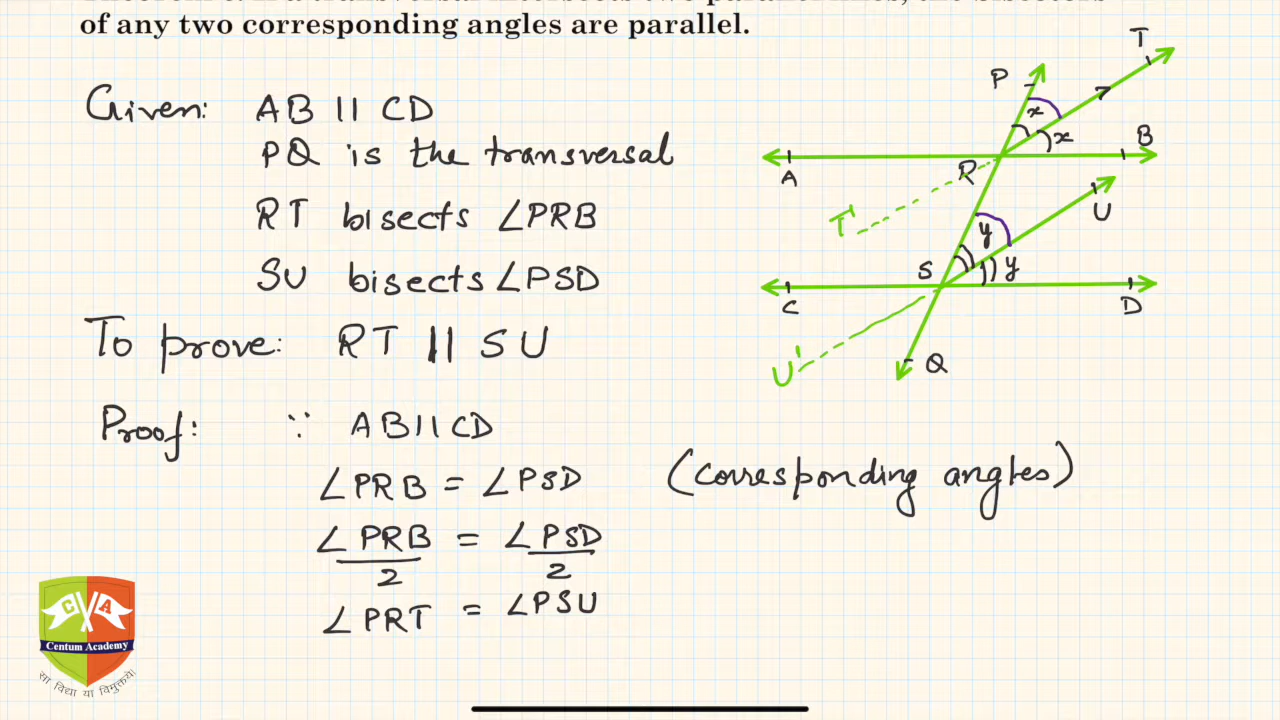 of any two corresponding angles are parallel.
Given: AB || CD
PQ is the transversal
RT bisects ∠PRB
SU bisects ∠PSD
To prove: RT || SU
Proof: ∵ AB || CD
∠PRB = ∠PSD (corresponding angles)
∠PRB/2 = ∠PSD/2
∠PRT = ∠PSU
T
P
x
x
B
A
R
T'
U
y
y
S
C
D
U'
Q
C A
Centum Academy
सा विद्या या विमुक्तये।